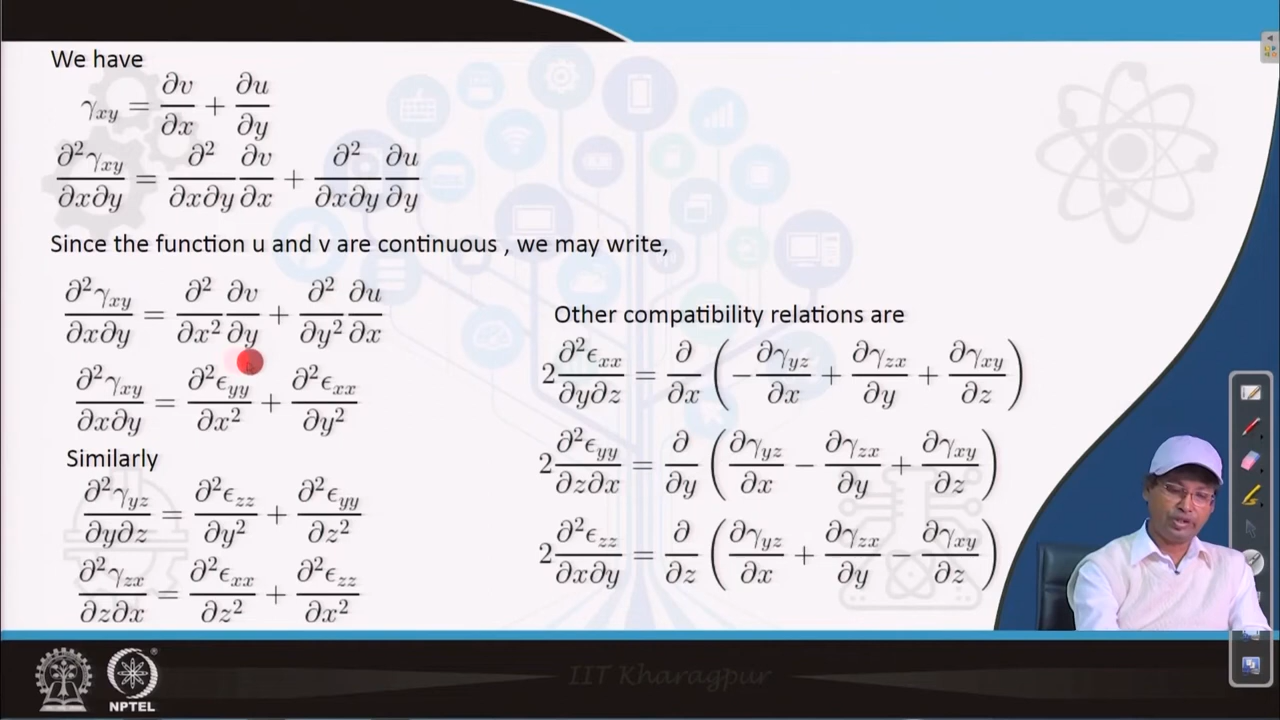 We have
γ_xy = ∂v/∂x + ∂u/∂y
∂²γ_xy/∂x∂y = ∂²/∂x∂y ∂v/∂x + ∂²/∂x∂y ∂u/∂y
Since the function u and v are continuous , we may write,
∂²γ_xy/∂x∂y = ∂²/∂x² ∂v/∂y + ∂²/∂y² ∂u/∂x
∂²γ_xy/∂x∂y = ∂²ϵ_yy/∂x² + ∂²ϵ_xx/∂y²
Similarly
∂²γ_yz/∂y∂z = ∂²ϵ_zz/∂y² + ∂²ϵ_yy/∂z²
∂²γ_zx/∂z∂x = ∂²ϵ_xx/∂z² + ∂²ϵ_zz/∂x²
Other compatibility relations are
2 ∂²ϵ_xx/∂y∂z = ∂/∂x ( −∂γ_yz/∂x + ∂γ_zx/∂y + ∂γ_xy/∂z )
2 ∂²ϵ_yy/∂z∂x = ∂/∂y ( ∂γ_yz/∂x − ∂γ_zx/∂y + ∂γ_xy/∂z )
2 ∂²ϵ_zz/∂x∂y = ∂/∂z ( ∂γ_yz/∂x + ∂γ_zx/∂y − ∂γ_xy/∂z )
IIT Kharagpur
NPTEL